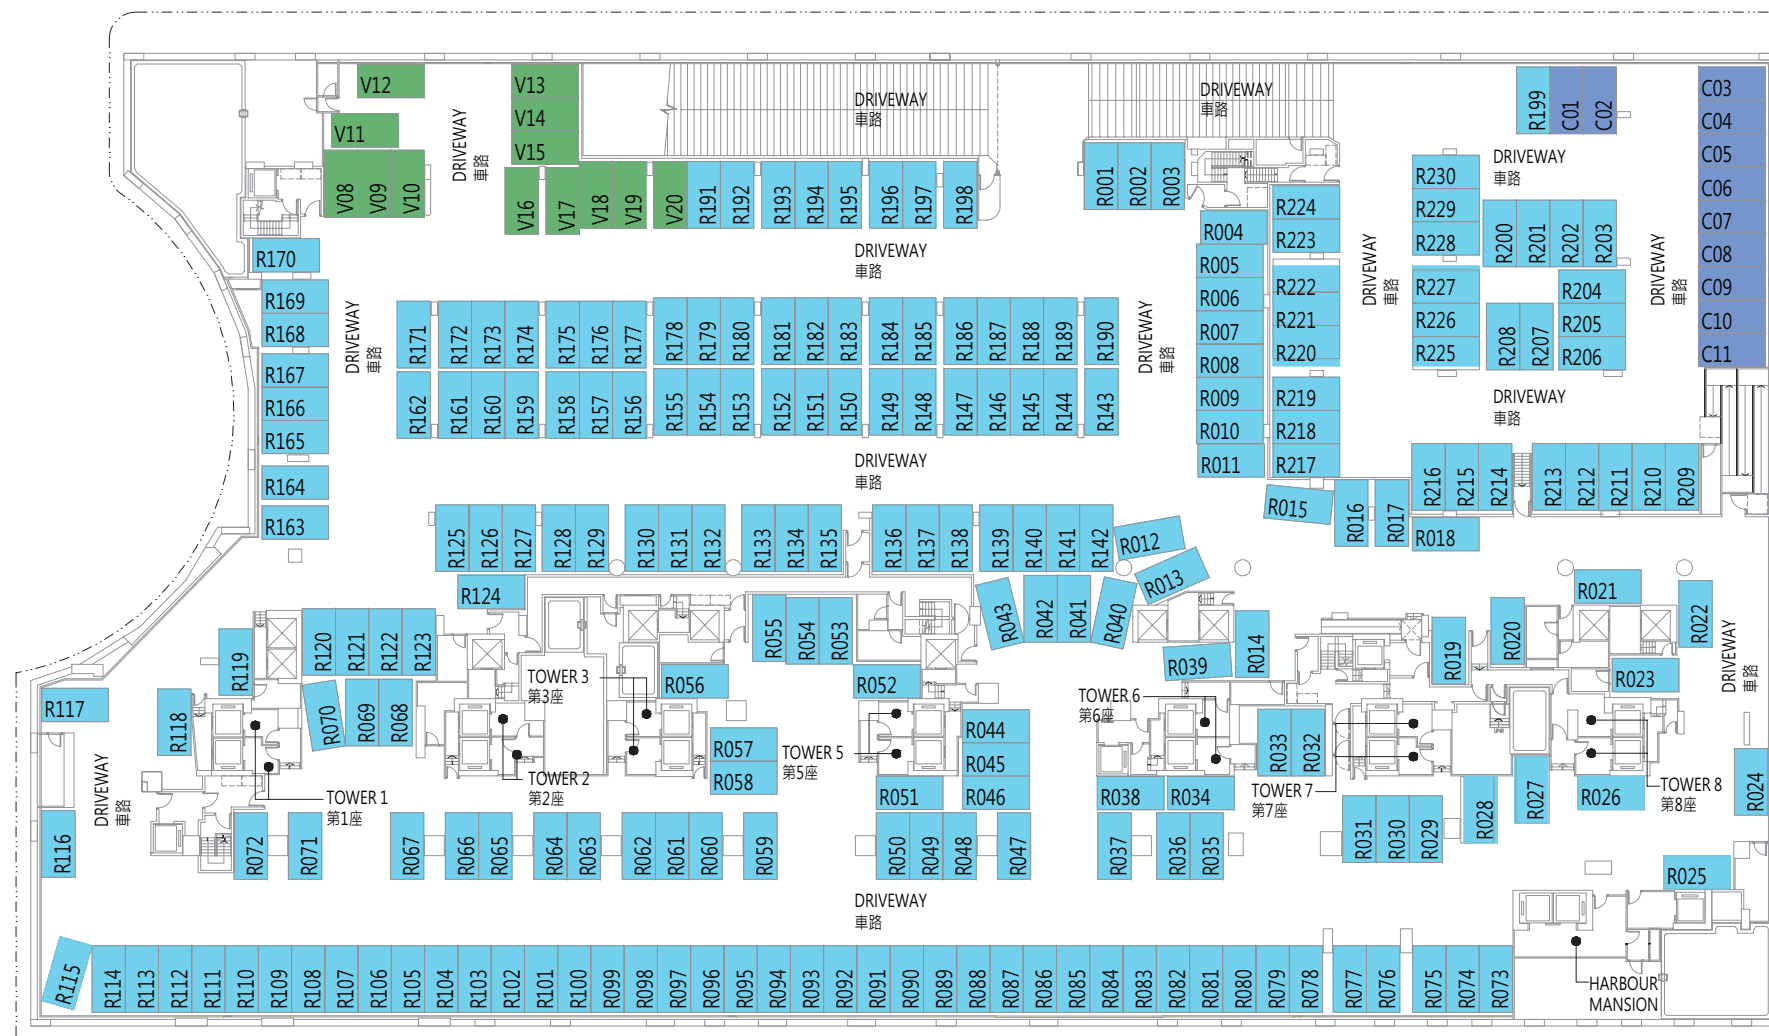 V12
V13
V14
V15
V11
DRIVEWAY
車路
DRIVEWAY
車路
DRIVEWAY
車路
R199
C01
C02
C03
C04
C05
C06
C07
C08
C09
C10
C11
V08
V09
V10
V16
V17
V18
V19
V20
R191
R192
R193
R194
R195
R196
R197
R198
R001
R002
R003
R230
R229
R228
DRIVEWAY
車路
R224
R223
R200
R201
R202
R203
R004
R005
R006
R007
R008
R009
R010
R011
R170
DRIVEWAY
車路
DRIVEWAY
車路
DRIVEWAY
車路
R222
R221
R220
R227
R226
R225
R204
R205
R206
R208
R207
R169
R168
DRIVEWAY
車路
R167
R166
R165
R164
R163
R171
R172
R173
R174
R175
R176
R177
R178
R179
R180
R181
R182
R183
R184
R185
R186
R187
R188
R189
R190
DRIVEWAY
車路
R162
R161
R160
R159
R158
R157
R156
R155
R154
R153
R152
R151
R150
R149
R148
R147
R146
R145
R144
R143
R219
R218
R217
DRIVEWAY
車路
DRIVEWAY
車路
R216
R215
R214
R213
R212
R211
R210
R209
R015
R016
R017
R018
R125
R126
R127
R128
R129
R130
R131
R132
R133
R134
R135
R136
R137
R138
R139
R140
R141
R142
R012
R013
R124
R043
R042
R041
R040
R021
R022
R119
R120
R121
R122
R123
R055
R054
R053
R014
R019
R020
R039
R023
DRIVEWAY
車路
R117
R118
R070
R069
R068
TOWER 3
第3座
R056
R052
TOWER 6
第6座
R044
R045
R046
R033
R032
R057
R058
TOWER 5
第5座
DRIVEWAY
車路
TOWER 1
第1座
TOWER 2
第2座
R051
R038
R034
TOWER 7
第7座
R028
R027
R026
TOWER 8
第8座
R024
R116
R072
R071
R067
R066
R065
R064
R063
R062
R061
R060
R059
R050
R049
R048
R047
R037
R036
R035
R031
R030
R029
R025
DRIVEWAY
車路
R115
R114
R113
R112
R111
R110
R109
R108
R107
R106
R105
R104
R103
R102
R101
R100
R099
R098
R097
R096
R095
R094
R093
R092
R091
R090
R089
R088
R087
R086
R085
R084
R083
R082
R081
R080
R079
R078
R077
R076
R075
R074
R073
HARBOUR
MANSION